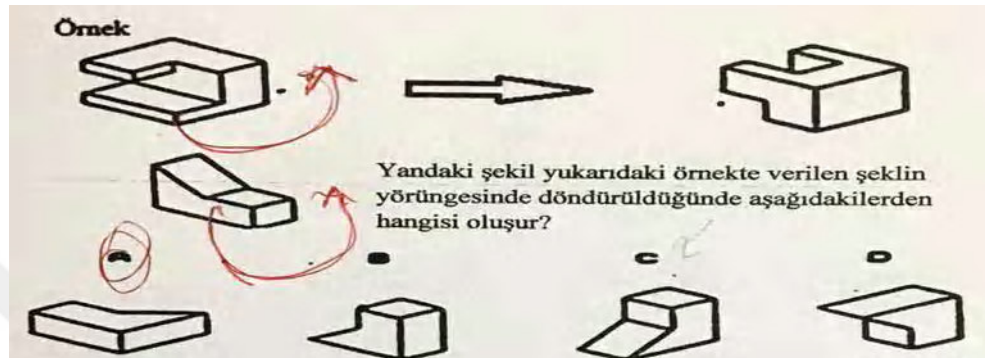 Örnek
Yandaki şekil yukarıdaki örnekte verilen şeklin
yörüngesinde döndürüldüğünde aşağıdakilerden
hangisi oluşur?
A B C D